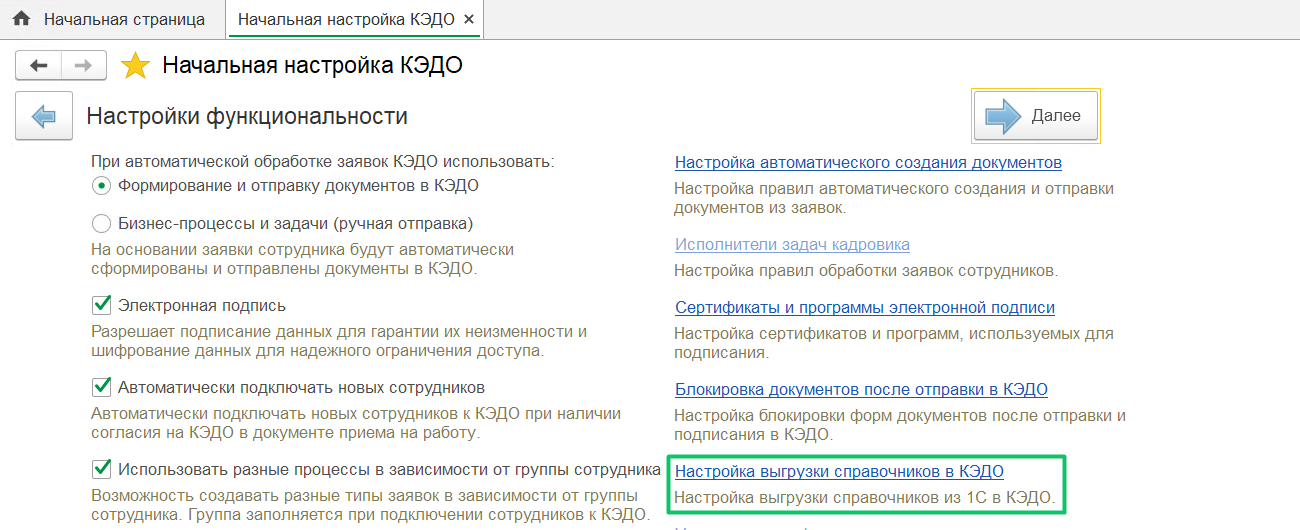 Начальная страница
Начальная настройка КЭДО ×
Начальная настройка КЭДО
Настройки функциональности
Далее
При автоматической обработке заявок КЭДО использовать:
Формирование и отправку документов в КЭДО
Бизнес-процессы и задачи (ручная отправка)
На основании заявки сотрудника будут автоматически
сформированы и отправлены документы в КЭДО.
Электронная подпись
Разрешает подписание данных для гарантии их неизменности и
шифрование данных для надежного ограничения доступа.
Автоматически подключать новых сотрудников
Автоматически подключать новых сотрудников к КЭДО при наличии
согласия на КЭДО в документе приема на работу.
Использовать разные процессы в зависимости от группы сотрудника
Возможность создавать разные типы заявок в зависимости от группы
сотрудника. Группа заполняется при подключении сотрудников к КЭДО.
Настройка автоматического создания документов
Настройка правил автоматического создания и отправки
документов из заявок.
Исполнители задач кадровика
Настройка правил обработки заявок сотрудников.
Сертификаты и программы электронной подписи
Настройка сертификатов и программ, используемых для
подписания.
Блокировка документов после отправки в КЭДО
Настройка блокировки форм документов после отправки и
подписания в КЭДО.
Настройка выгрузки справочников в КЭДО
Настройка выгрузки справочников из 1С в КЭДО.